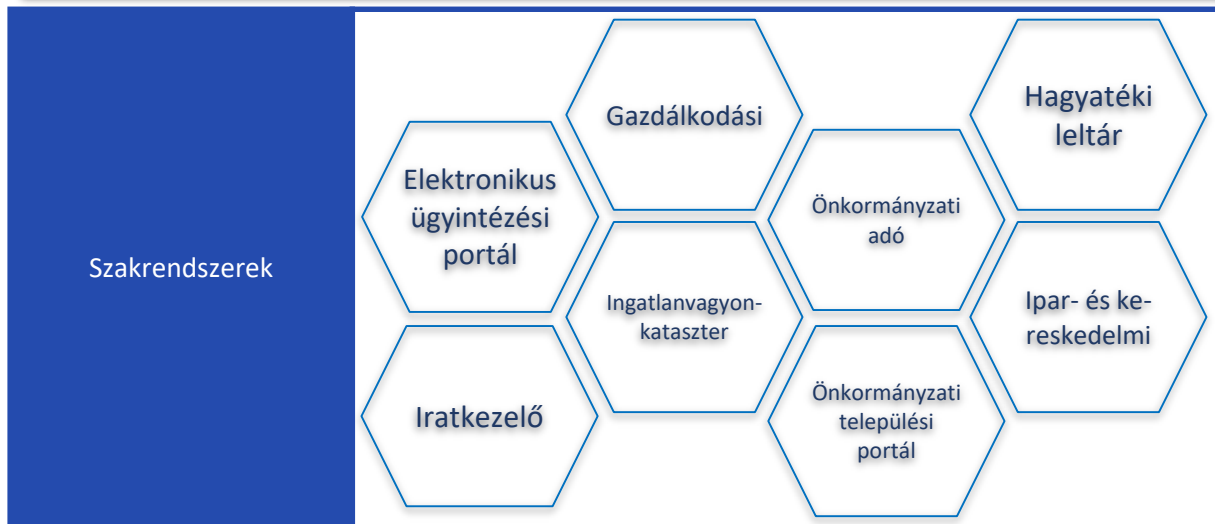 Szakrendszerek
Elektronikus
ügyintézési
portál
Iratkezelő
Gazdálkodási
Ingatlanvagyon-
kataszter
Önkormányzati
adó
Önkormányzati
települési
portál
Hagyatéki
leltár
Ipar- és ke-
reskedelmi